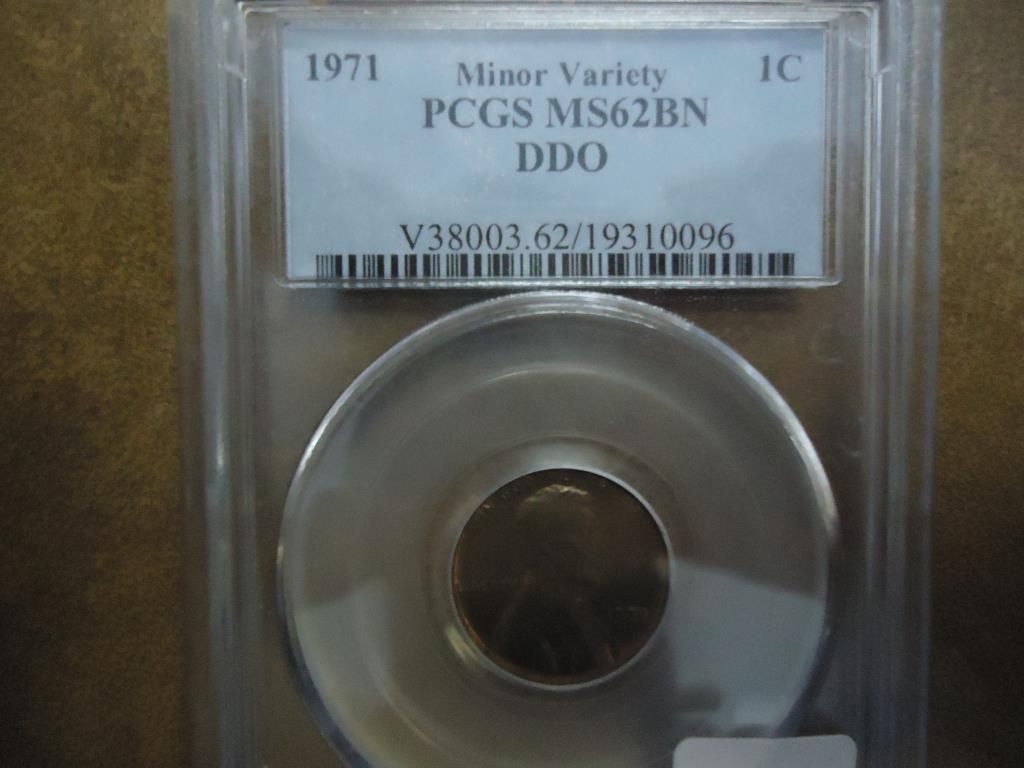 1971 Minor Variety 1C
PCGS MS62BN
DDO
V38003.62/19310096